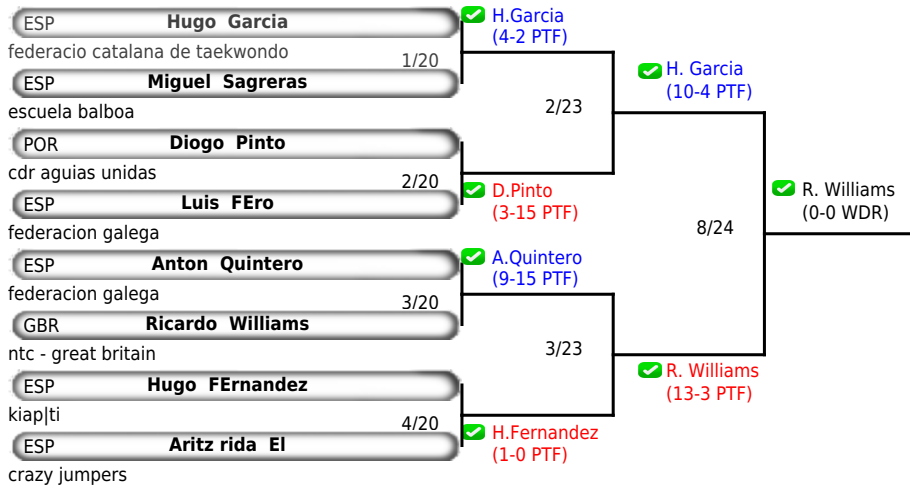 ESP Hugo Garcia
federacio catalana de taekwondo
1/20
ESP Miguel Sagreras
escuela balboa
POR Diogo Pinto
cdr aguias unidas
2/20
ESP Luis FEro
federacion galega
ESP Anton Quintero
federacion galega
3/20
GBR Ricardo Williams
ntc - great britain
ESP Hugo FErnandez
kiap|ti
4/20
ESP Aritz rida El
crazy jumpers
H.Garcia
(4-2 PTF)
2/23
D.Pinto
(3-15 PTF)
A.Quintero
(9-15 PTF)
3/23
H.Fernandez
(1-0 PTF)
H. Garcia
(10-4 PTF)
8/24
R. Williams
(13-3 PTF)
R. Williams
(0-0 WDR)